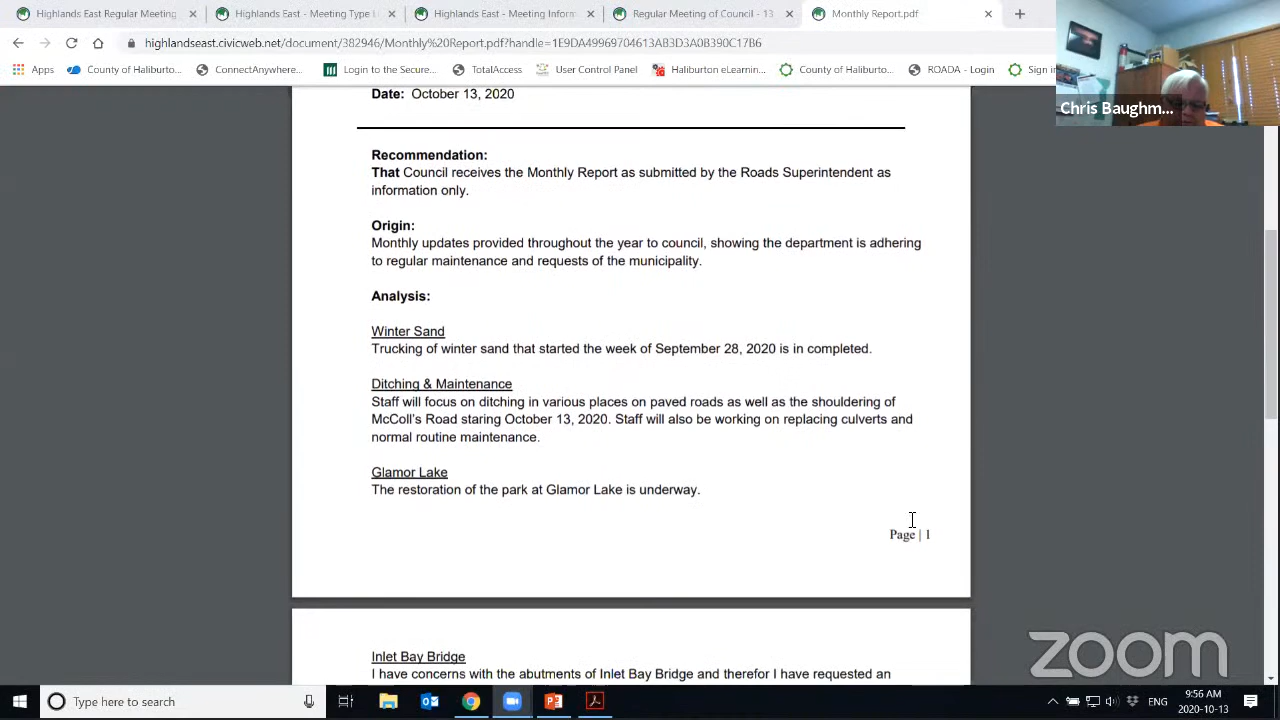 Highlands East - Meeting Type
Highlands East - Meeting Type I
Highlands East - Meeting Inform
Regular Meeting of Council - 13
Monthly Report.pdf
highlandseast.civicweb.net/document/382946/Monthly%20Report.pdf?handle=1E9DA49969704613AB3D3A0B390C17B6
Apps
County of Haliburto...
ConnectAnywhere...
Login to the Secure...
TotalAccess
User Control Panel
Haliburton eLearnin...
County of Haliburto...
ROADA - Login
Sign in
Chris Baughm...
Date: October 13, 2020
Recommendation:
That Council receives the Monthly Report as submitted by the Roads Superintendent as
information only.
Origin:
Monthly updates provided throughout the year to council, showing the department is adhering
to regular maintenance and requests of the municipality.
Analysis:
Winter Sand
Trucking of winter sand that started the week of September 28, 2020 is in completed.
Ditching & Maintenance
Staff will focus on ditching in various places on paved roads as well as the shouldering of
McColl's Road staring October 13, 2020. Staff will also be working on replacing culverts and
normal routine maintenance.
Glamor Lake
The restoration of the park at Glamor Lake is underway.
Page | 1
Inlet Bay Bridge
I have concerns with the abutments of Inlet Bay Bridge and therefor I have requested an
zoom
Type here to search
ENG
9:56 AM
2020-10-13